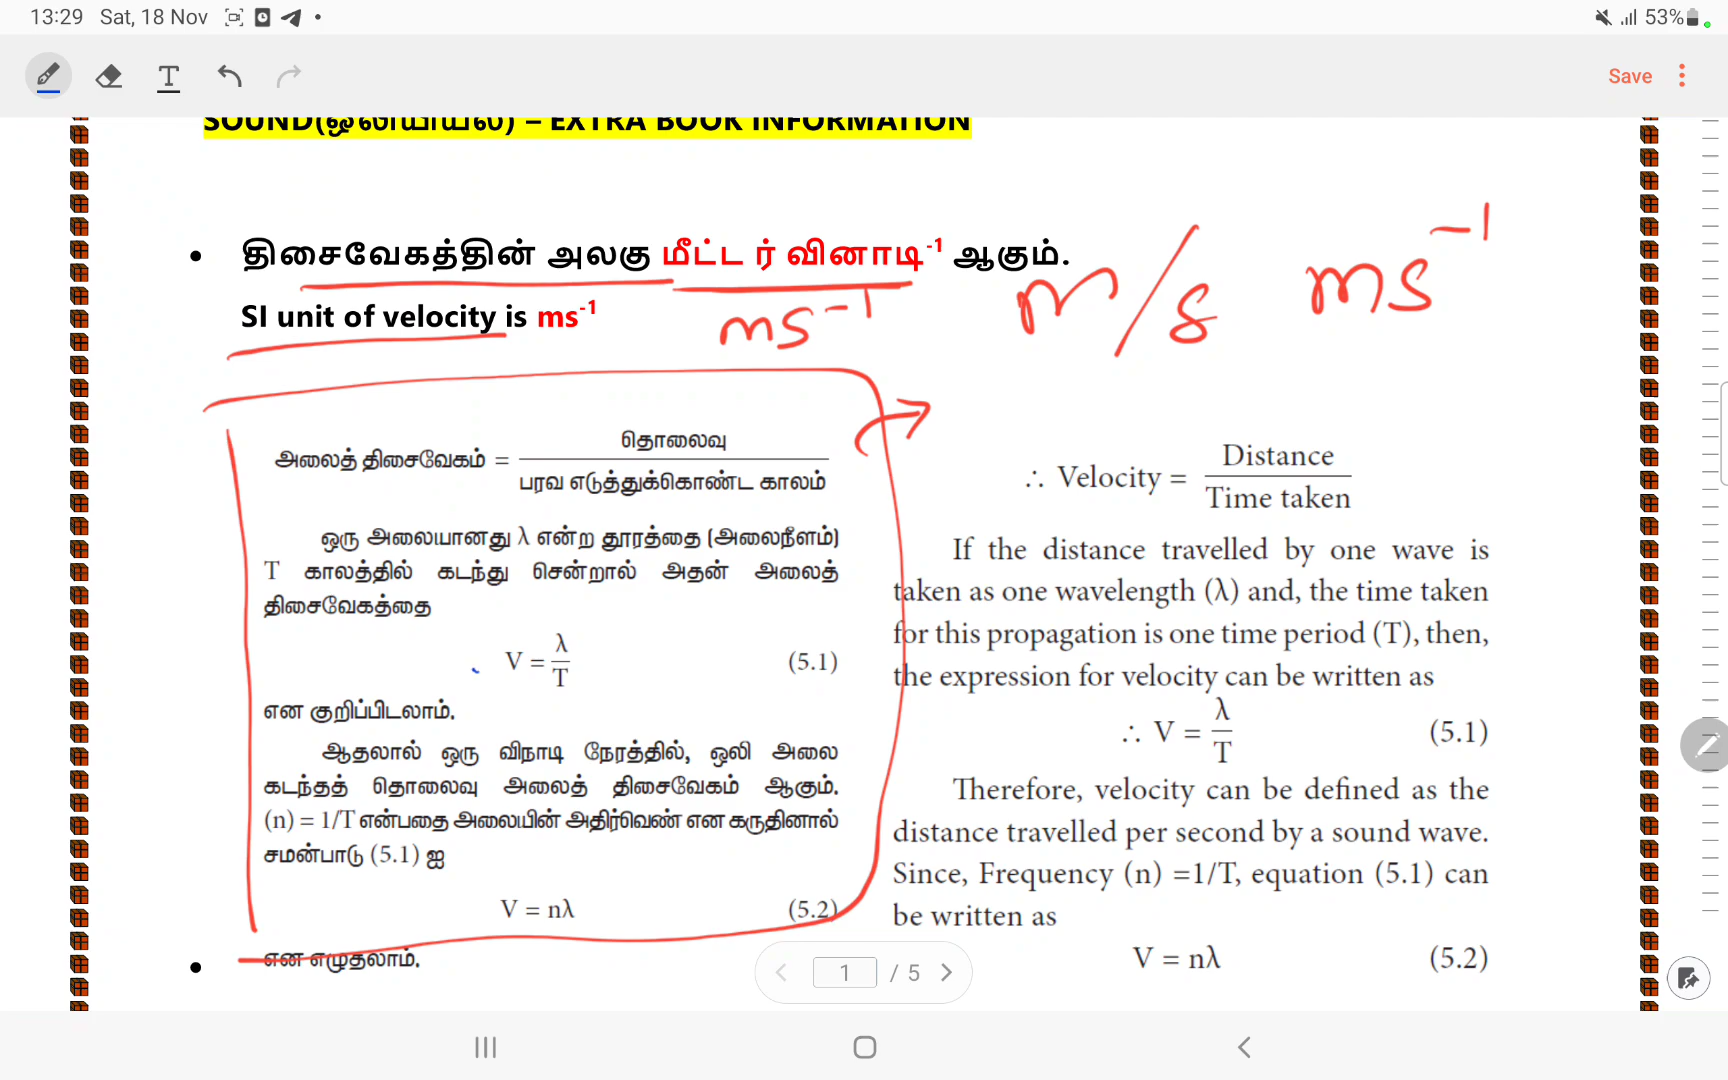 13:29 Sat, 18 Nov
53%
T
Save
SOUND(ஒலியியல்) – EXTRA BOOK INFORMATION
• திசைவேகத்தின் அலகு மீட்டர் வினாடி-1 ஆகும்.
SI unit of velocity is ms-1
ms-1
m/s
ms-1
அலைத் திசைவேகம் = தொலைவு
பரவ எடுத்துக்கொண்ட காலம்
ஒரு அலையானது λ என்ற தூரத்தை (அலைநீளம்)
T காலத்தில் கடந்து சென்றால் அதன் அலைத்
திசைவேகத்தை
V = λ/T (5.1)
என குறிப்பிடலாம்.
ஆதலால் ஒரு விநாடி நேரத்தில், ஒலி அலை
கடந்தத் தொலைவு அலைத் திசைவேகம் ஆகும்.
(n) = 1/T என்பதை அலையின் அதிர்வெண் என கருதினால்
சமன்பாடு (5.1) ஐ
V = nλ (5.2)
• என எழுதலாம்.
∴ Velocity = Distance
Time taken
If the distance travelled by one wave is
taken as one wavelength (λ) and, the time taken
for this propagation is one time period (T), then,
the expression for velocity can be written as
∴ V = λ/T (5.1)
Therefore, velocity can be defined as the
distance travelled per second by a sound wave.
Since, Frequency (n) =1/T, equation (5.1) can
be written as
V = nλ (5.2)
1 / 5